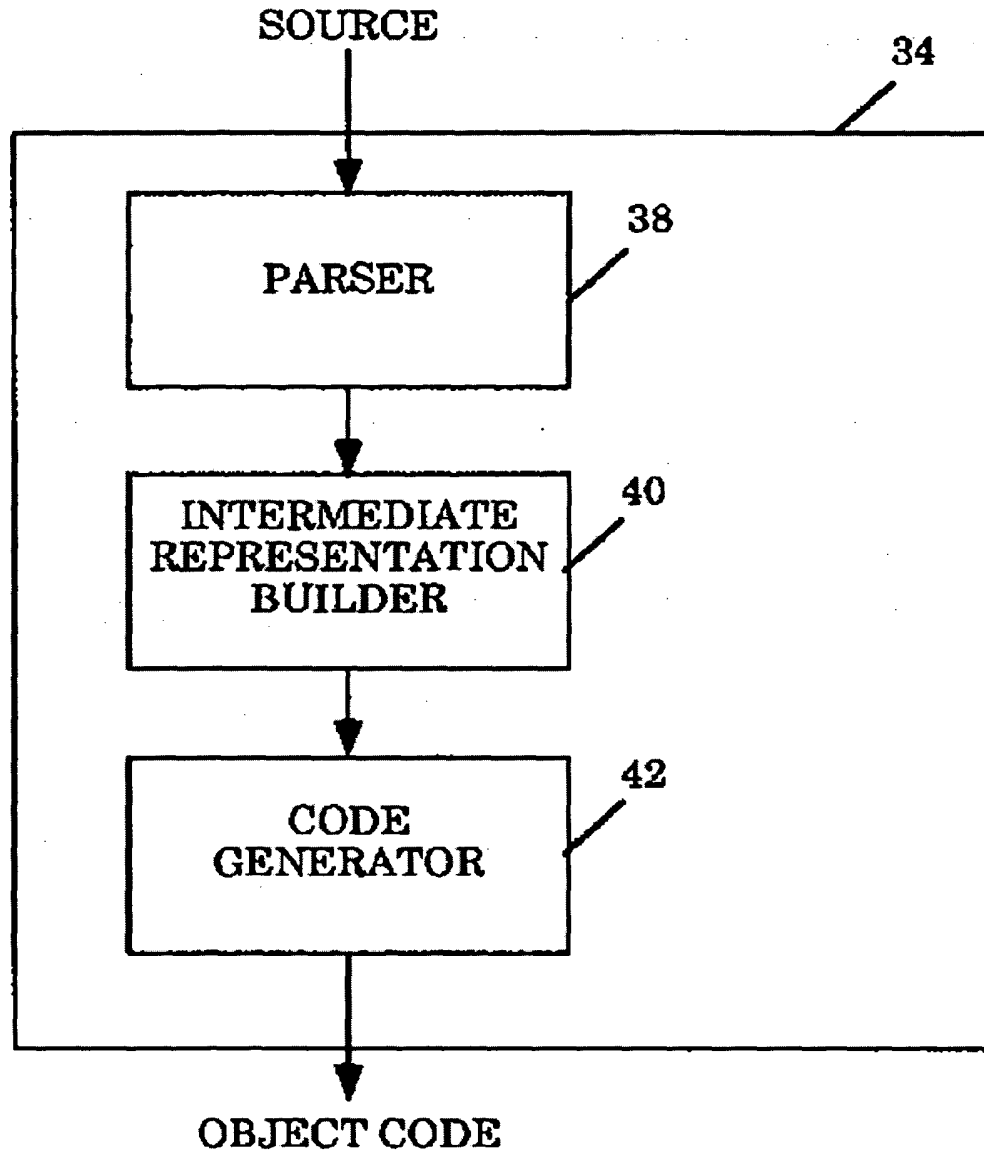 SOURCE
34
PARSER
38
INTERMEDIATE
REPRESENTATION
BUILDER
40
CODE
GENERATOR
42
OBJECT CODE